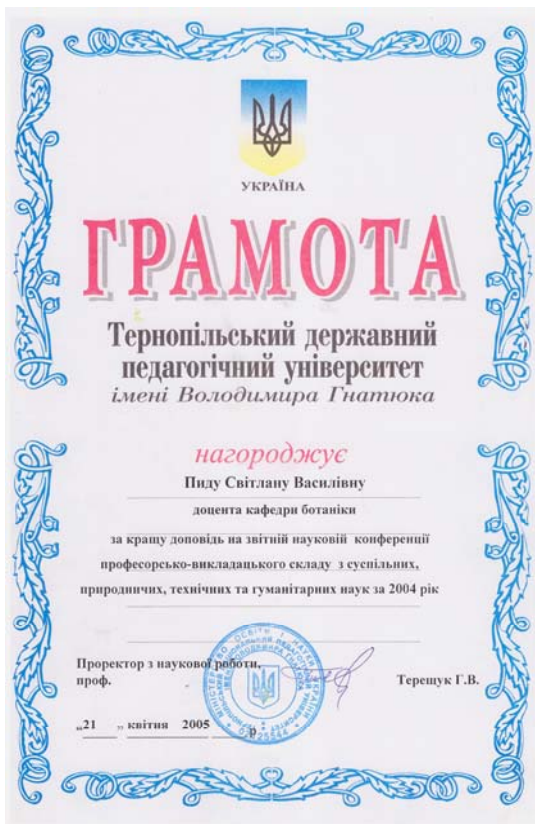 УКРАЇНА
ГРАМОТА
Тернопільський державний
педагогічний університет
імені Володимира Гнатюка
нагороджує
Пиду Світлану Василівну
доцента кафедри ботаніки
за кращу доповідь на звітній науковій конференції
професорсько-викладацького складу з суспільних,
природничих, технічних та гуманітарних наук за 2004 рік
Проректор з наукової роботи,
проф. Терещук Г.В.
„21 „ квітня 2005 р